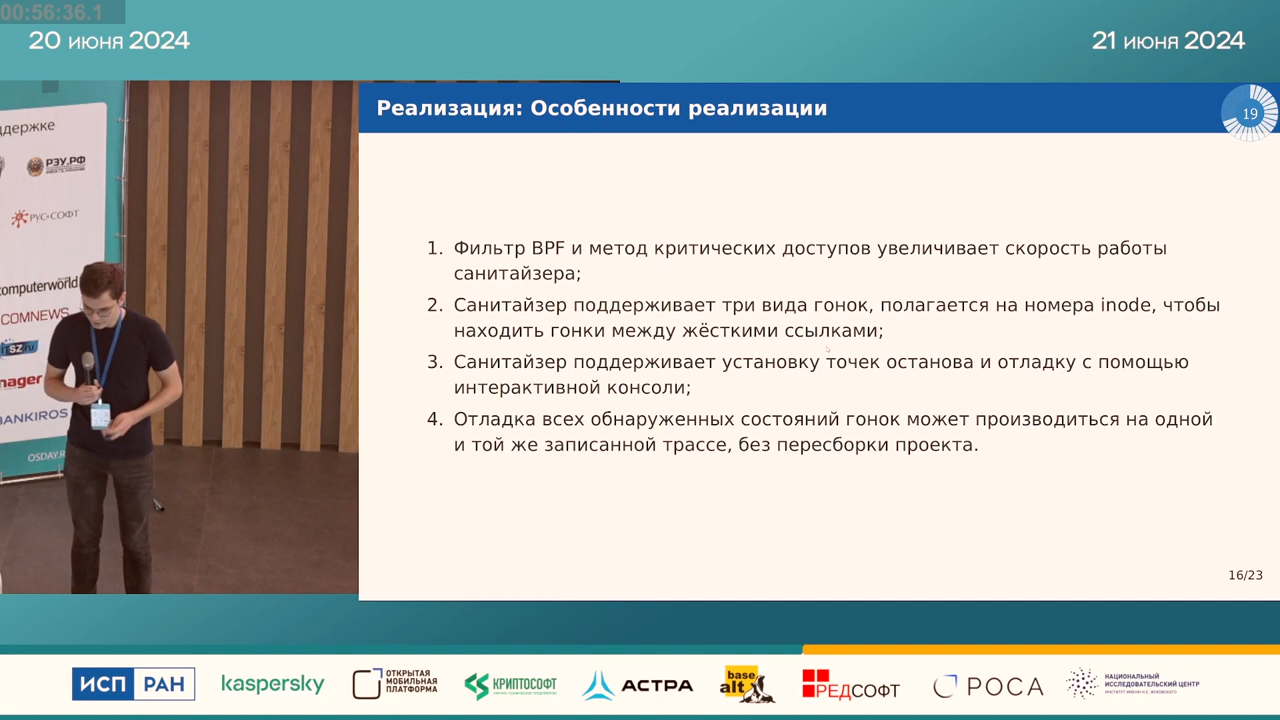 00:56:36.1
20 июня 2024
21 июня 2024
ддержке
РЗУ.РФ
РУС•СОФТ
computerworld
COMNEWS
SZ.ru
nager
BANKIROS
OSDAY.R
Реализация: Особенности реализации
19
1. Фильтр BPF и метод критических доступов увеличивает скорость работы
санитайзера;
2. Санитайзер поддерживает три вида гонок, полагается на номера inode, чтобы
находить гонки между жёсткими ссылками;
3. Санитайзер поддерживает установку точек останова и отладку с помощью
интерактивной консоли;
4. Отладка всех обнаруженных состояний гонок может производиться на одной
и той же записанной трассе, без пересборки проекта.
16/23
ИСП РАН
kaspersky
ОТКРЫТАЯ
МОБИЛЬНАЯ
ПЛАТФОРМА
КРИПТОСОФТ
АСТРА
base
alt
РЕДСОФТ
РОСА
НАЦИОНАЛЬНЫЙ
ИССЛЕДОВАТЕЛЬСКИЙ ЦЕНТР